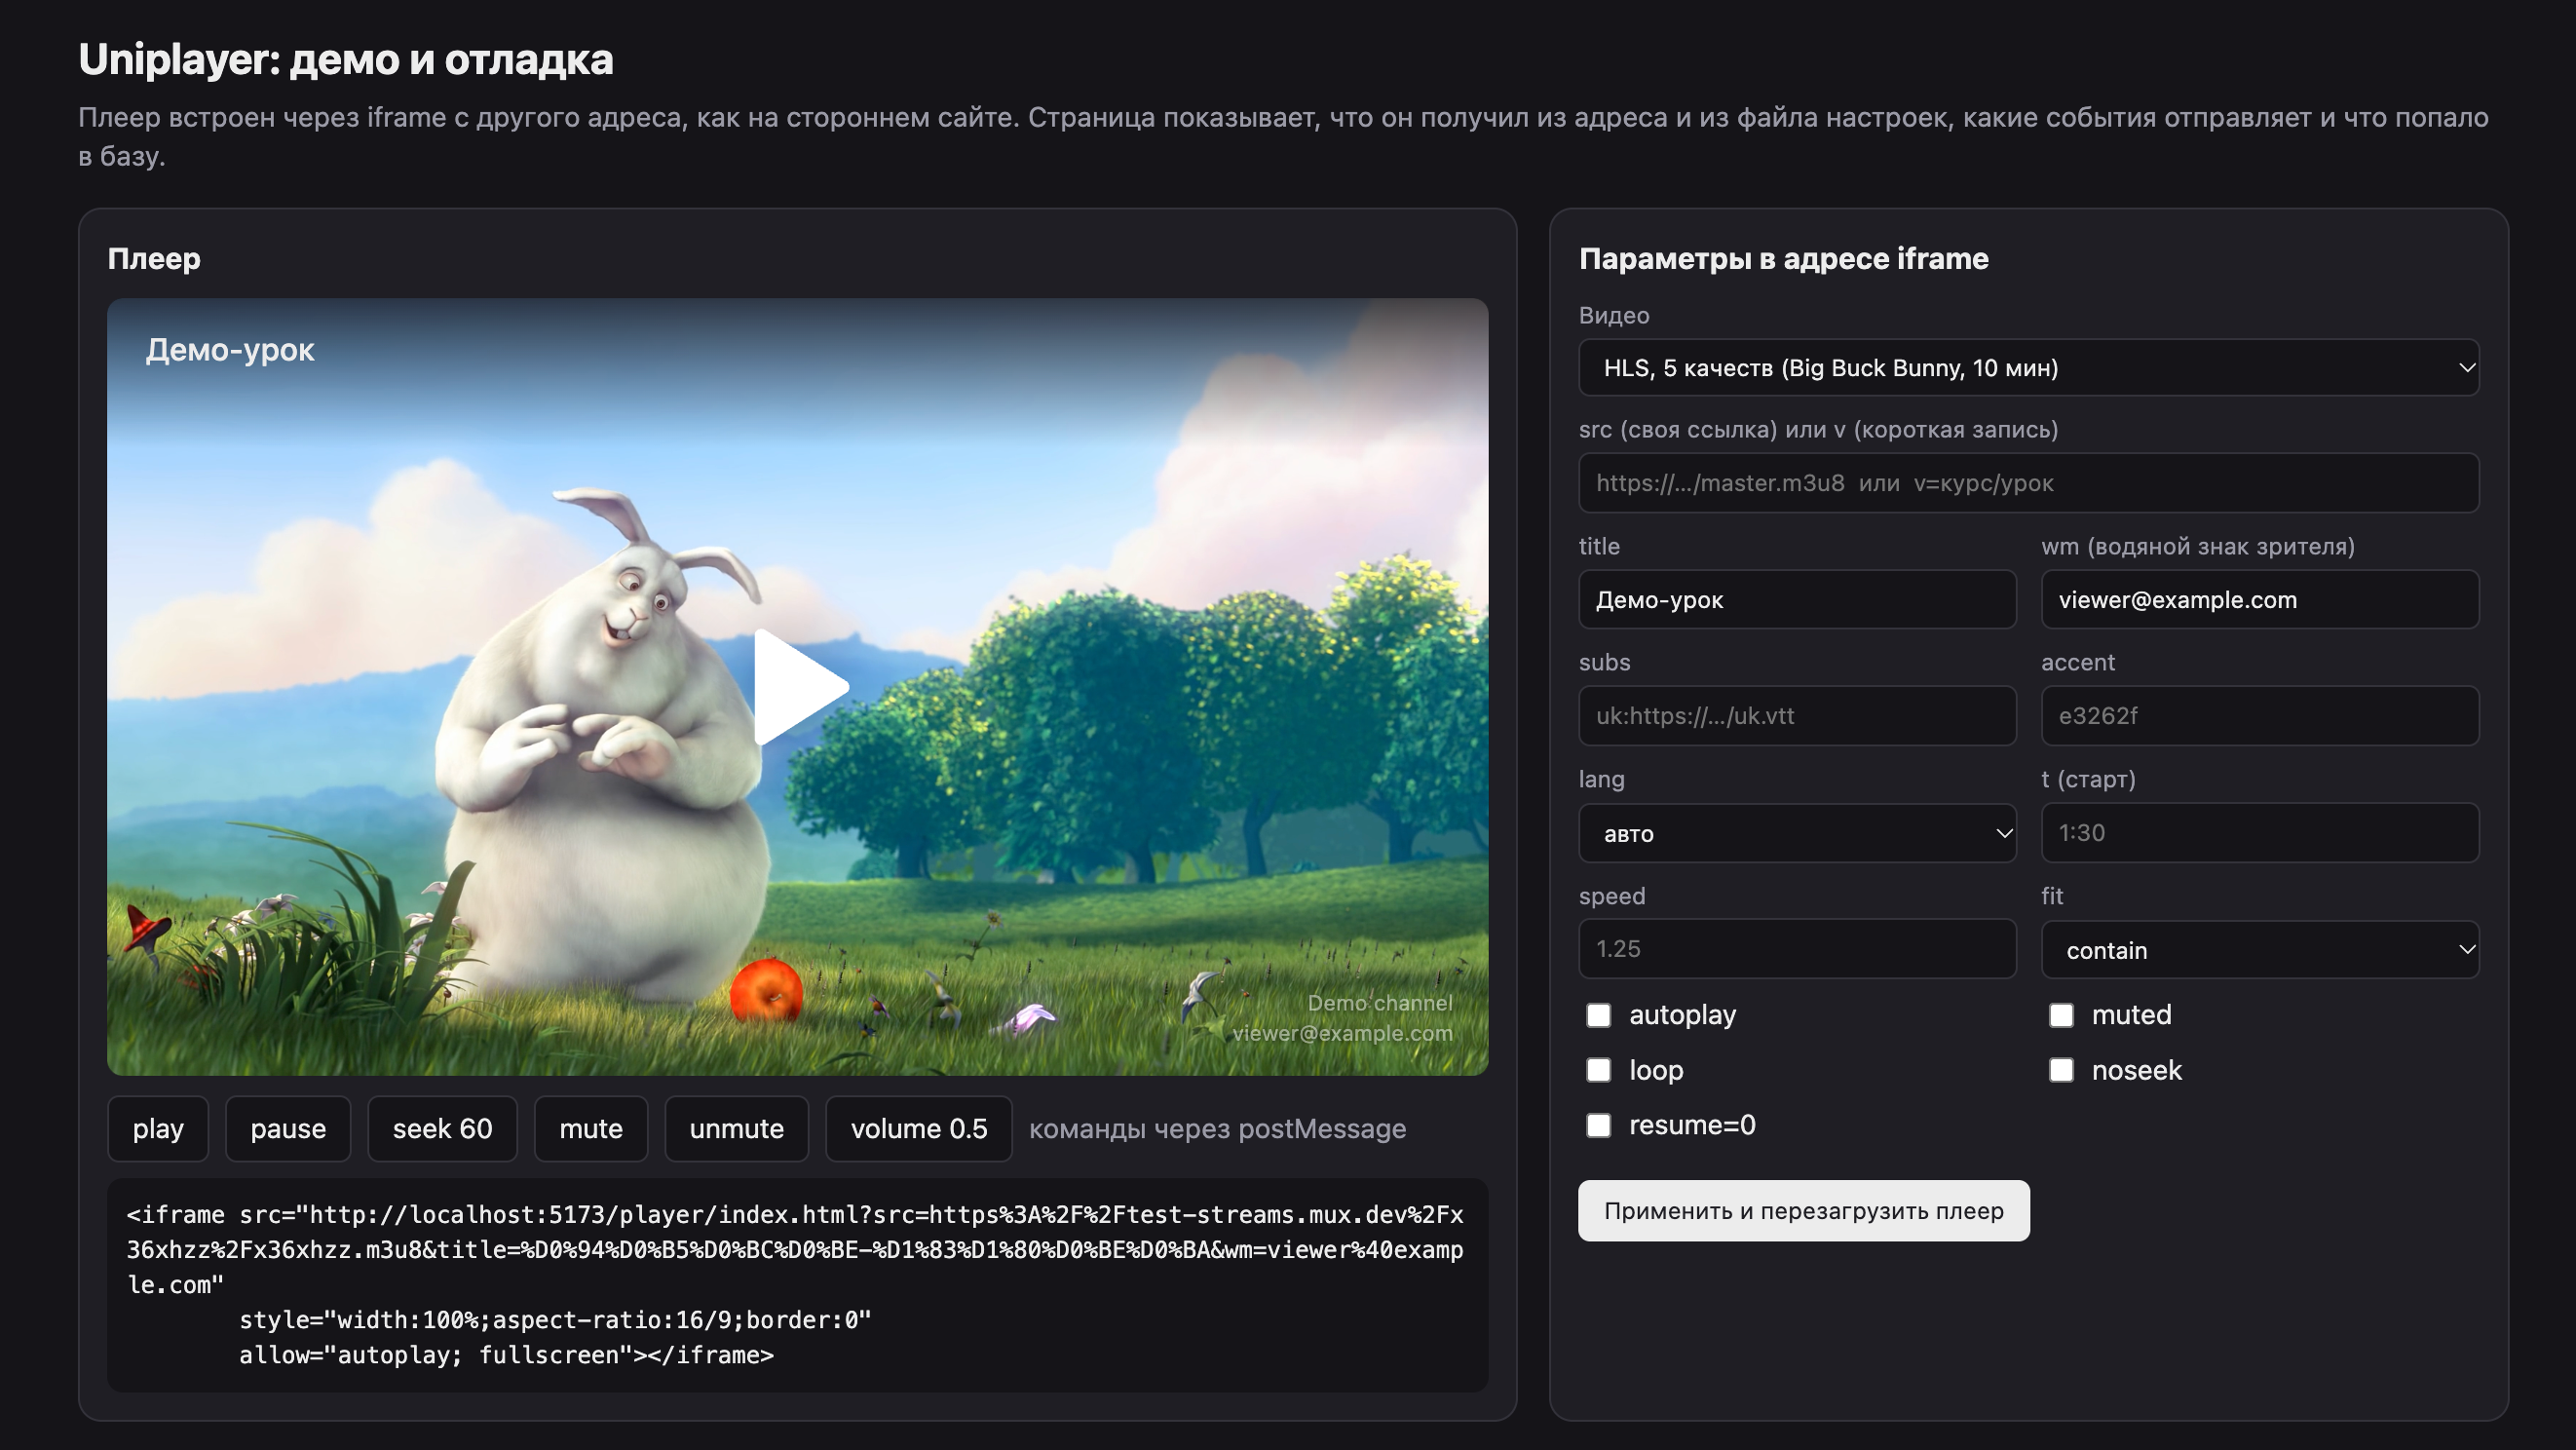 Uniplayer: демо и отладка
Плеер встроен через iframe с другого адреса, как на стороннем сайте. Страница показывает, что он получил из адреса и из файла настроек, какие события отправляет и что попало
в базу.
Плеер
Демо-урок
Demo channel
viewer@example.com
play
pause
seek 60
mute
unmute
volume 0.5
команды через postMessage
<iframe src="http://localhost:5173/player/index.html?src=https%3A%2F%2Ftest-streams.mux.dev%2Fx
36xhzz%2Fx36xhzz.m3u8&title=%D0%94%D0%B5%D0%BC%D0%BE-%D1%83%D1%80%D0%BE%D0%BA&wm=viewer%40examp
le.com"
        style="width:100%;aspect-ratio:16/9;border:0"
        allow="autoplay; fullscreen"></iframe>
Параметры в адресе iframe
Видео
HLS, 5 качеств (Big Buck Bunny, 10 мин)
src (своя ссылка) или v (короткая запись)
https://.../master.m3u8 или v=курс/урок
title
wm (водяной знак зрителя)
Демо-урок
viewer@example.com
subs
accent
uk:https://.../uk.vtt
e3262f
lang
t (старт)
авто
1:30
speed
fit
1.25
contain
autoplay
muted
loop
noseek
resume=0
Применить и перезагрузить плеер